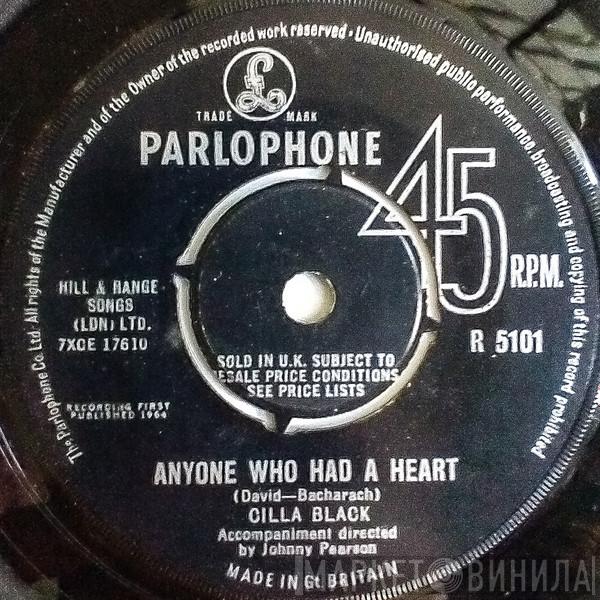 The Parlophone Co. Ltd. All rights of the Manufacturer and of the Owner of the recorded work reserved · Unauthorised public performance, broadcasting and copying of this record prohibited
£
TRADE MARK
PARLOPHONE
45
R.P.M.
HILL & RANGE
SONGS
(LDN) LTD.
7XCE 17610
R 5101
SOLD IN U.K. SUBJECT TO
RESALE PRICE CONDITIONS,
SEE PRICE LISTS
RECORDING FIRST
PUBLISHED 1964
ANYONE WHO HAD A HEART
(David—Bacharach)
CILLA BLACK
Accompaniment directed
by Johnny Pearson
MADE IN Gt. BRITAIN
МАРКЕТ ВИНИЛА